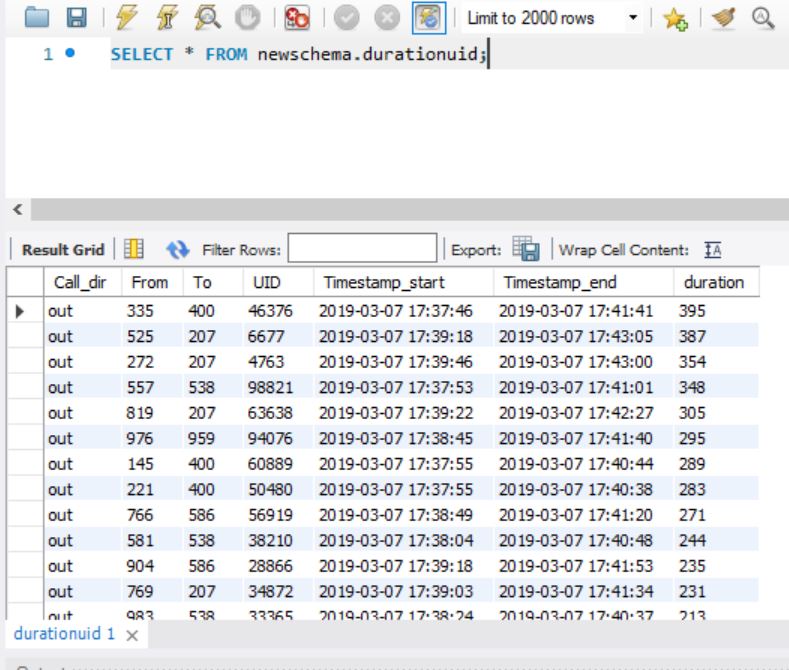 Limit to 2000 rows
1 SELECT * FROM newschema.durationuid;
Result Grid Filter Rows: Export: Wrap Cell Content: IA
Call_dir From To UID Timestamp_start Timestamp_end duration
out 335 400 46376 2019-03-07 17:37:46 2019-03-07 17:41:41 395
out 525 207 6677 2019-03-07 17:39:18 2019-03-07 17:43:05 387
out 272 207 4763 2019-03-07 17:39:46 2019-03-07 17:43:00 354
out 557 538 98821 2019-03-07 17:37:53 2019-03-07 17:41:01 348
out 819 207 63638 2019-03-07 17:39:22 2019-03-07 17:42:27 305
out 976 959 94076 2019-03-07 17:38:45 2019-03-07 17:41:40 295
out 145 400 60889 2019-03-07 17:37:55 2019-03-07 17:40:44 289
out 221 400 50480 2019-03-07 17:37:55 2019-03-07 17:40:38 283
out 766 586 56919 2019-03-07 17:38:49 2019-03-07 17:41:20 271
out 581 538 38210 2019-03-07 17:38:04 2019-03-07 17:40:48 244
out 904 586 28866 2019-03-07 17:39:18 2019-03-07 17:41:53 235
out 769 207 34872 2019-03-07 17:39:03 2019-03-07 17:41:34 231
out 983 538 33365 2019-03-07 17:38:24 2019-03-07 17:40:37 213
durationuid 1